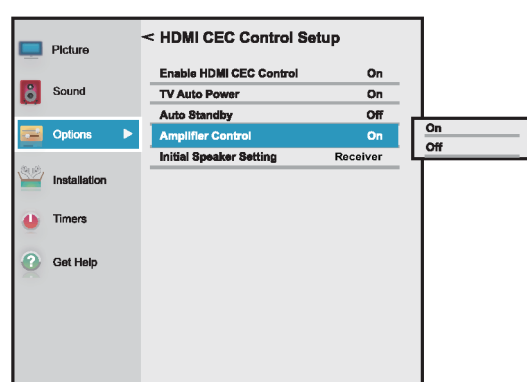 Picture
Sound
Options
Installation
Timers
Get Help
< HDMI CEC Control Setup
Enable HDMI CEC Control On
TV Auto Power On
Auto Standby Off
Amplifier Control On
Initial Speaker Setting Receiver
On
Off